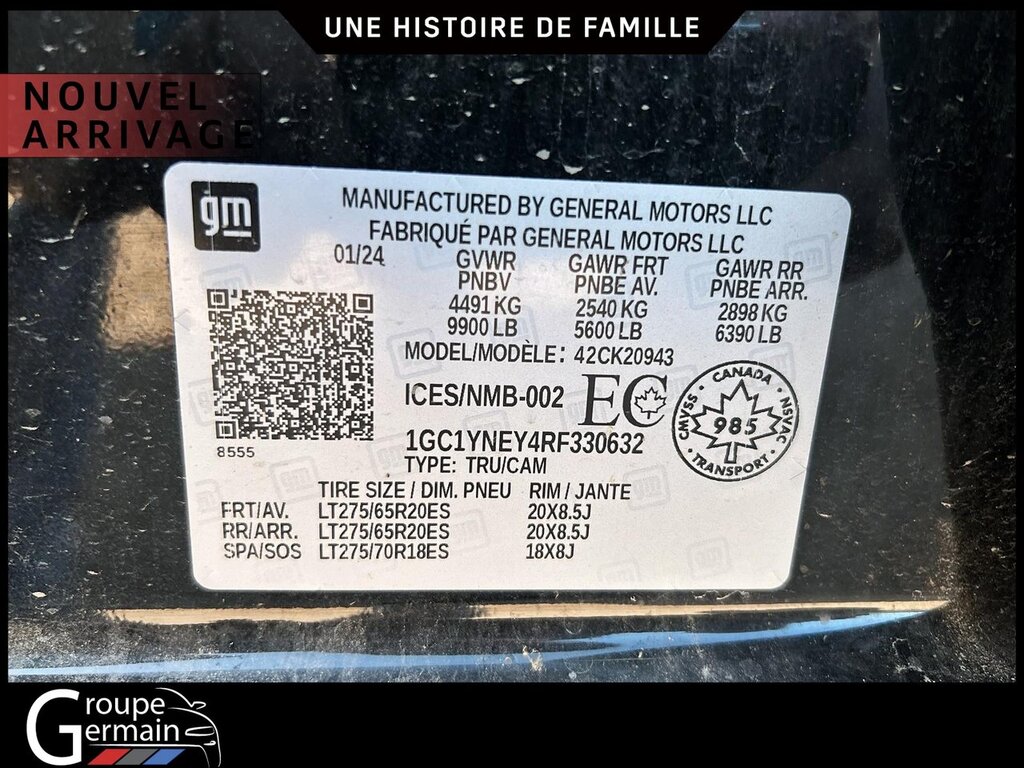 UNE HISTOIRE DE FAMILLE
NOUVEL
ARRIVAGE
gm
MANUFACTURED BY GENERAL MOTORS LLC
FABRIQUÉ PAR GENERAL MOTORS LLC
01/24
GVWR GAWR FRT GAWR RR
PNBV PNBE AV. PNBE ARR.
4491 KG 2540 KG 2898 KG
9900 LB 5600 LB 6390 LB
MODEL/MODÈLE: 42CK20943
ICES/NMB-002 EC
CANADA
CMVSS NSVAC
985
TRANSPORT
1GC1YNEY4RF330632
8555
TYPE: TRU/CAM
TIRE SIZE / DIM. PNEU RIM / JANTE
FRT/AV. LT275/65R20ES 20X8.5J
RR/ARR. LT275/65R20ES 20X8.5J
SPA/SOS LT275/70R18ES 18X8J
Groupe
Germain